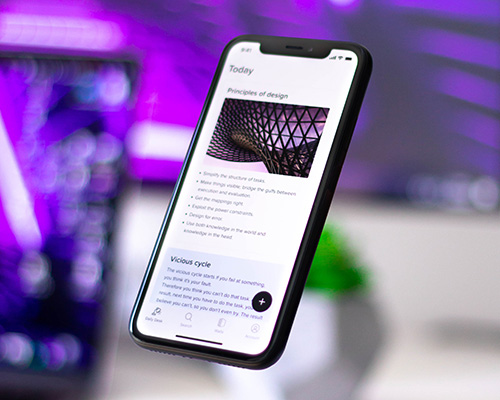 9:41
Today
Principles of design
Simplify the structure of tasks.
Make things visible: bridge the gulfs between
execution and evaluation.
Get the mappings right.
Exploit the power constraints.
Design for error.
Use both knowledge in the world and
knowledge in the head.
Vicious cycle
The vicious cycle starts if you fail at something,
you think it's your fault.
Therefore you think you can't do that task.
result, next time you have to do the task, you
believe you can't, so you don't even try. The result
Daily Desk
Search
Account